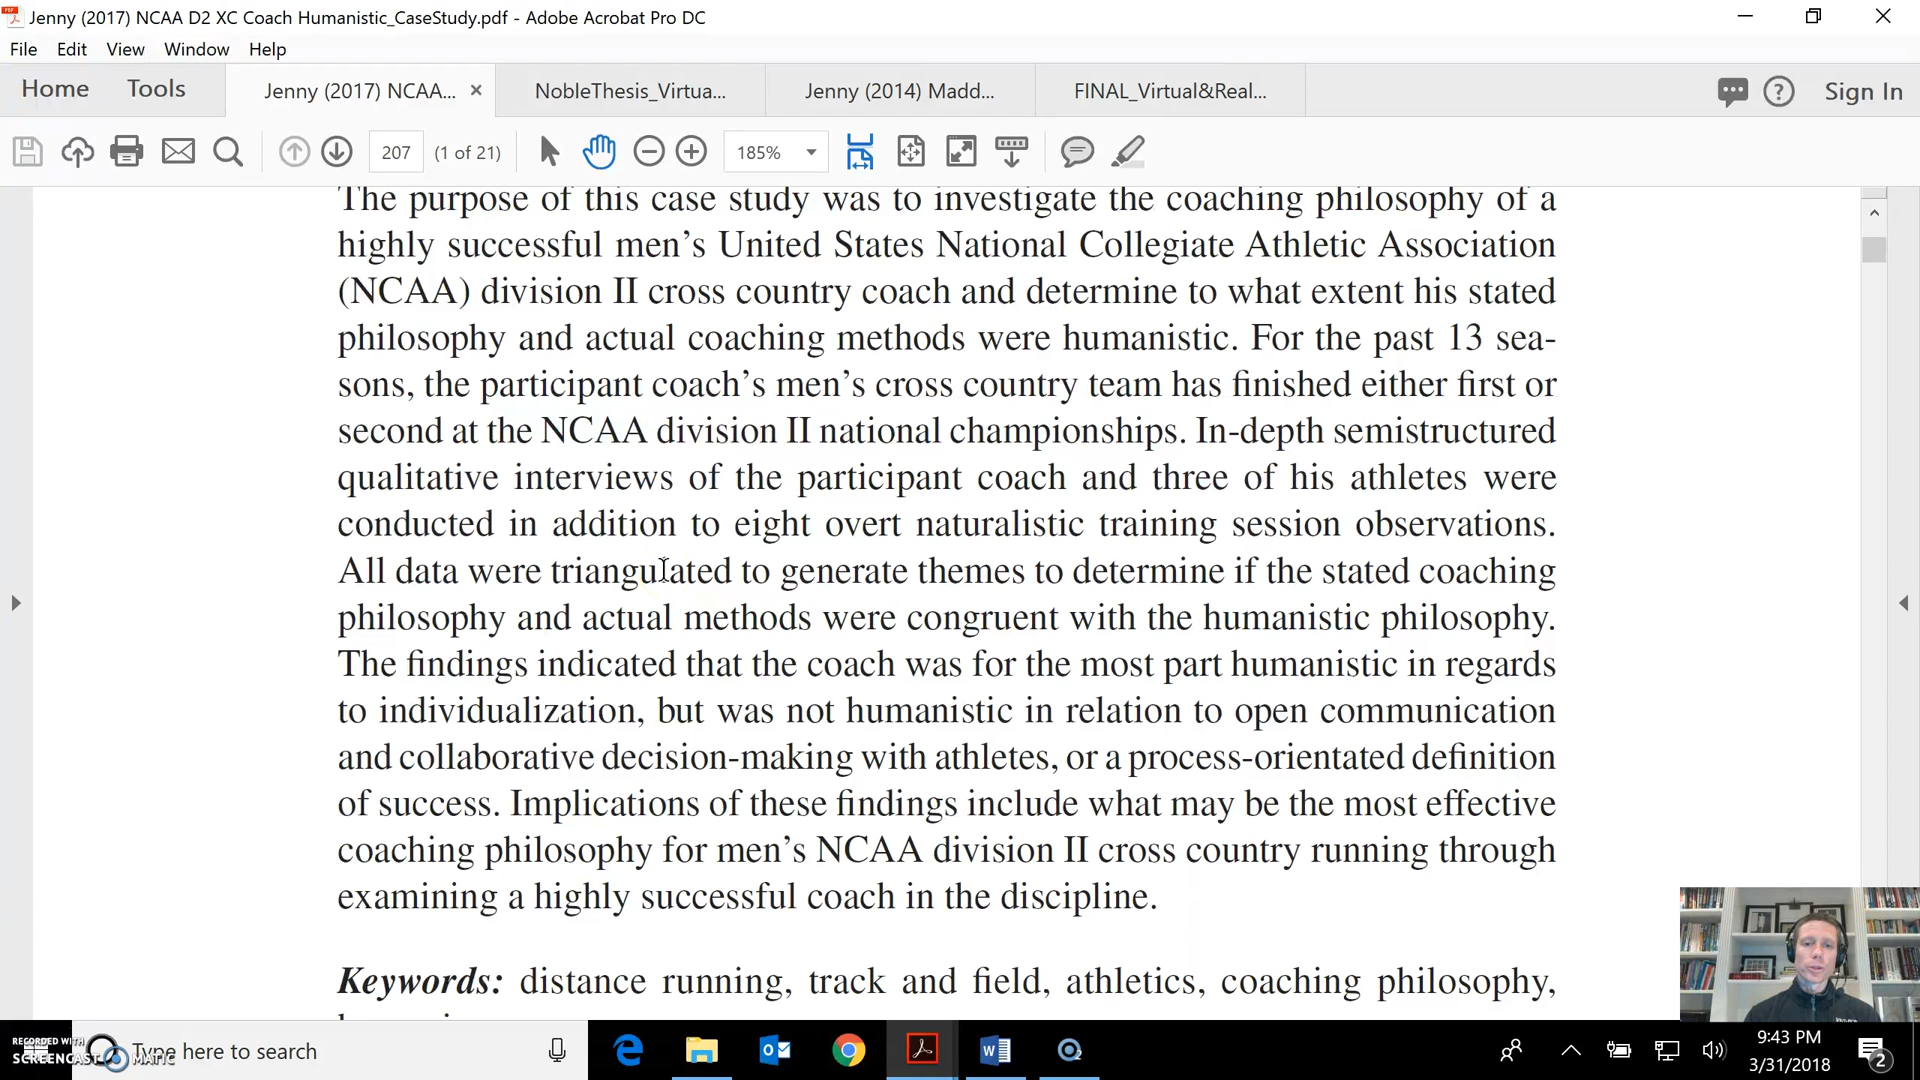 Jenny (2017) NCAA D2 XC Coach Humanistic_CaseStudy.pdf - Adobe Acrobat Pro DC
File Edit View Window Help
Home Tools Jenny (2017) NCAA... × NobleThesis_Virtua... Jenny (2014) Madd... FINAL_Virtual&Real... Sign In
207 (1 of 21) 185%
The purpose of this case study was to investigate the coaching philosophy of a
highly successful men's United States National Collegiate Athletic Association
(NCAA) division II cross country coach and determine to what extent his stated
philosophy and actual coaching methods were humanistic. For the past 13 sea-
sons, the participant coach's men's cross country team has finished either first or
second at the NCAA division II national championships. In-depth semistructured
qualitative interviews of the participant coach and three of his athletes were
conducted in addition to eight overt naturalistic training session observations.
All data were triangulated to generate themes to determine if the stated coaching
philosophy and actual methods were congruent with the humanistic philosophy.
The findings indicated that the coach was for the most part humanistic in regards
to individualization, but was not humanistic in relation to open communication
and collaborative decision-making with athletes, or a process-orientated definition
of success. Implications of these findings include what may be the most effective
coaching philosophy for men's NCAA division II cross country running through
examining a highly successful coach in the discipline.
Keywords: distance running, track and field, athletics, coaching philosophy,
RECORDED WITH
SCREENCAST MATIC
Type here to search
9:43 PM
3/31/2018
2